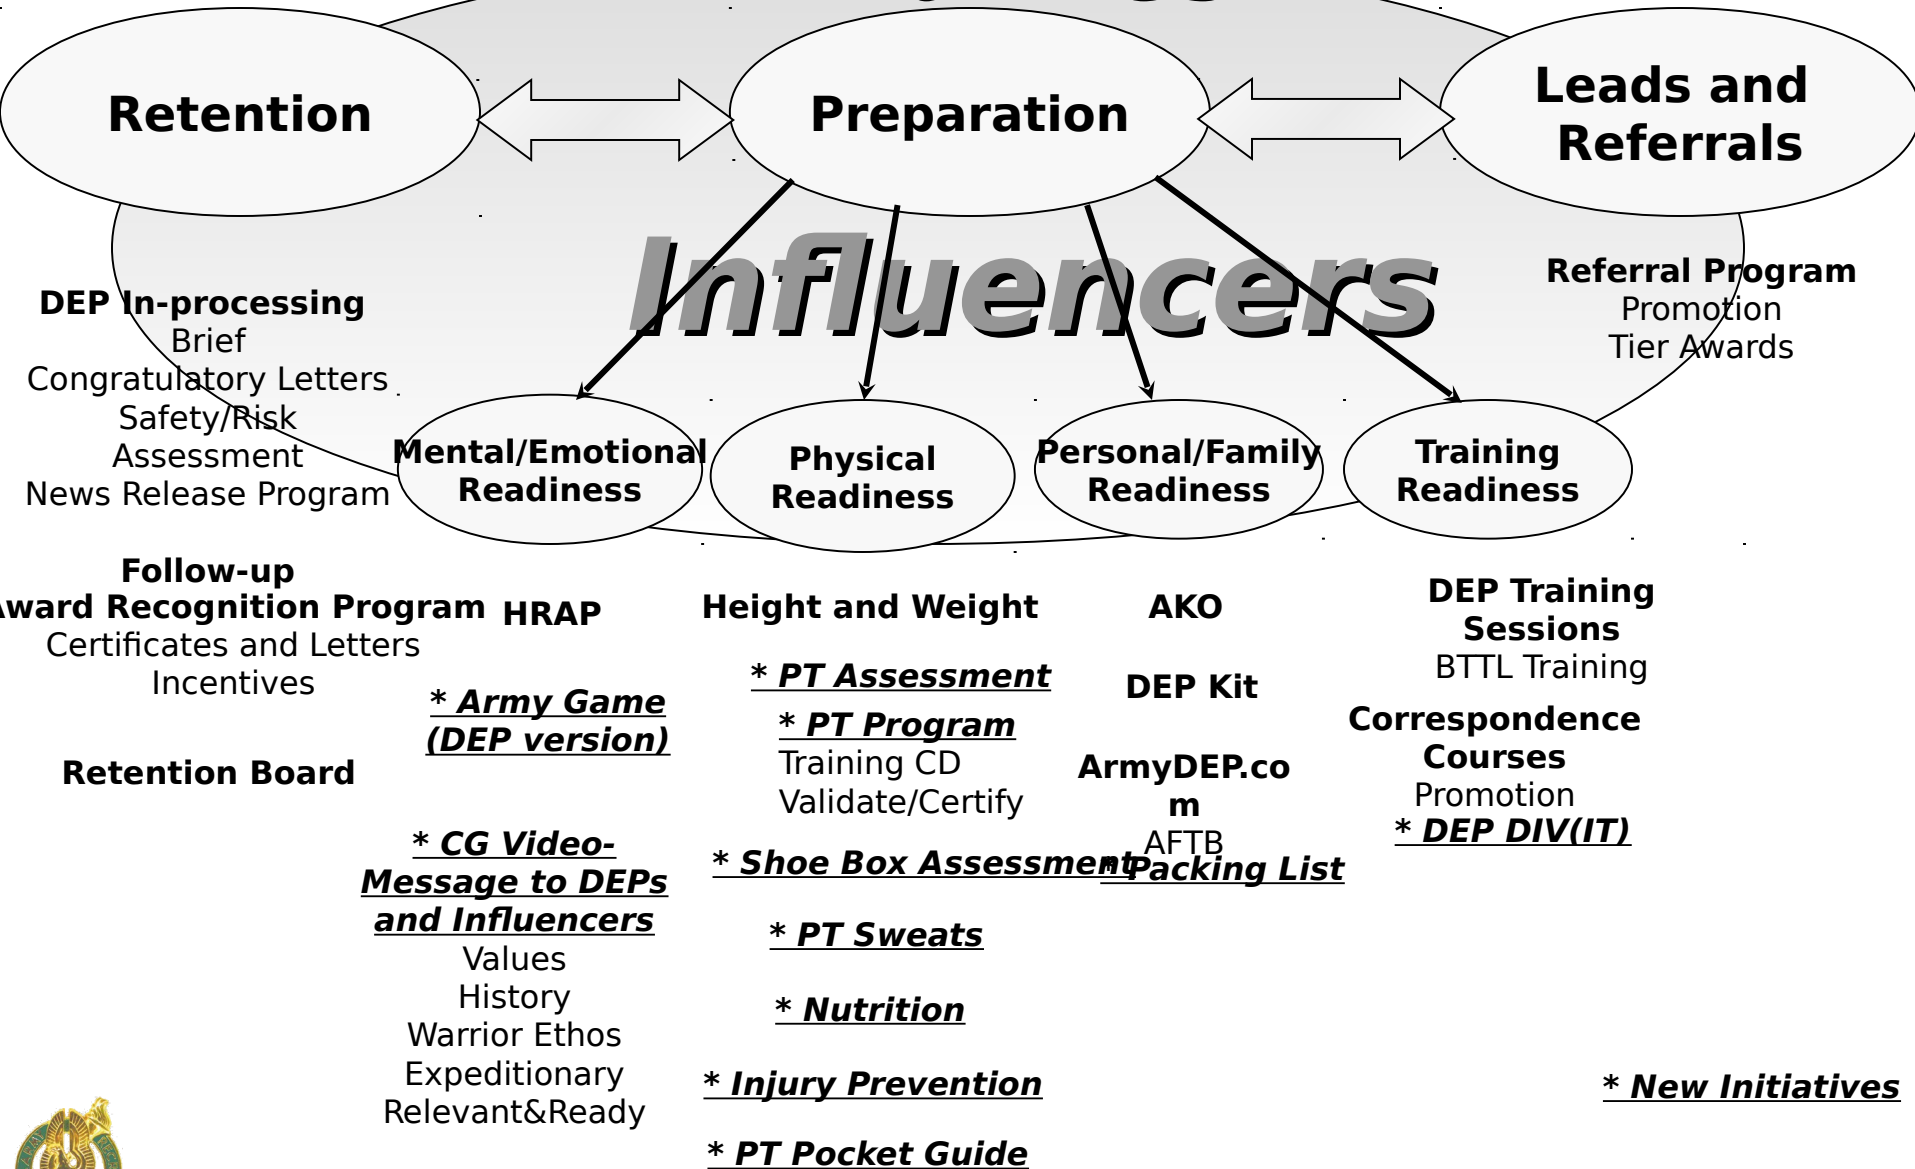 Retention
Preparation
Leads and
Referrals
Influencers
DEP In-processing
Brief
Congratulatory Letters
Safety/Risk
Assessment
News Release Program
Referral Program
Promotion
Tier Awards
Mental/Emotional
Readiness
Physical
Readiness
Personal/Family
Readiness
Training
Readiness
Follow-up
Award Recognition Program
Certificates and Letters
Incentives
Retention Board
HRAP
* Army Game
(DEP version)
* CG Video-
Message to DEPs
and Influencers
Values
History
Warrior Ethos
Expeditionary
Relevant&Ready
Height and Weight
* PT Assessment
* PT Program
Training CD
Validate/Certify
* Shoe Box Assessment
* PT Sweats
* Nutrition
* Injury Prevention
* PT Pocket Guide
AKO
DEP Kit
ArmyDEP.co
m
AFTB
* Packing List
DEP Training
Sessions
BTTL Training
Correspondence
Courses
Promotion
* DEP DIV(IT)
* New Initiatives